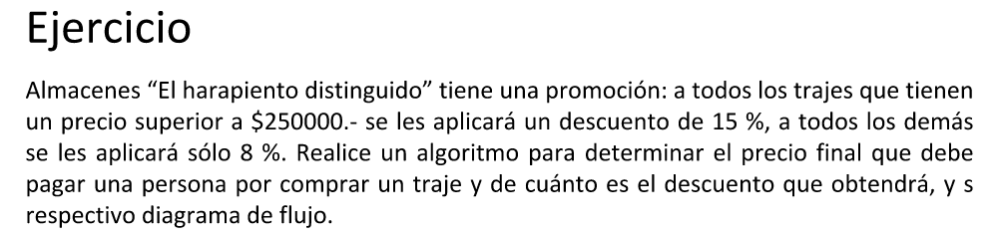 Ejercicio
Almacenes “El harapiento distinguido” tiene una promoción: a todos los trajes que tienen
un precio superior a $250000.- se les aplicará un descuento de 15 %, a todos los demás
se les aplicará sólo 8 %. Realice un algoritmo para determinar el precio final que debe
pagar una persona por comprar un traje y de cuánto es el descuento que obtendrá, y s
respectivo diagrama de flujo.